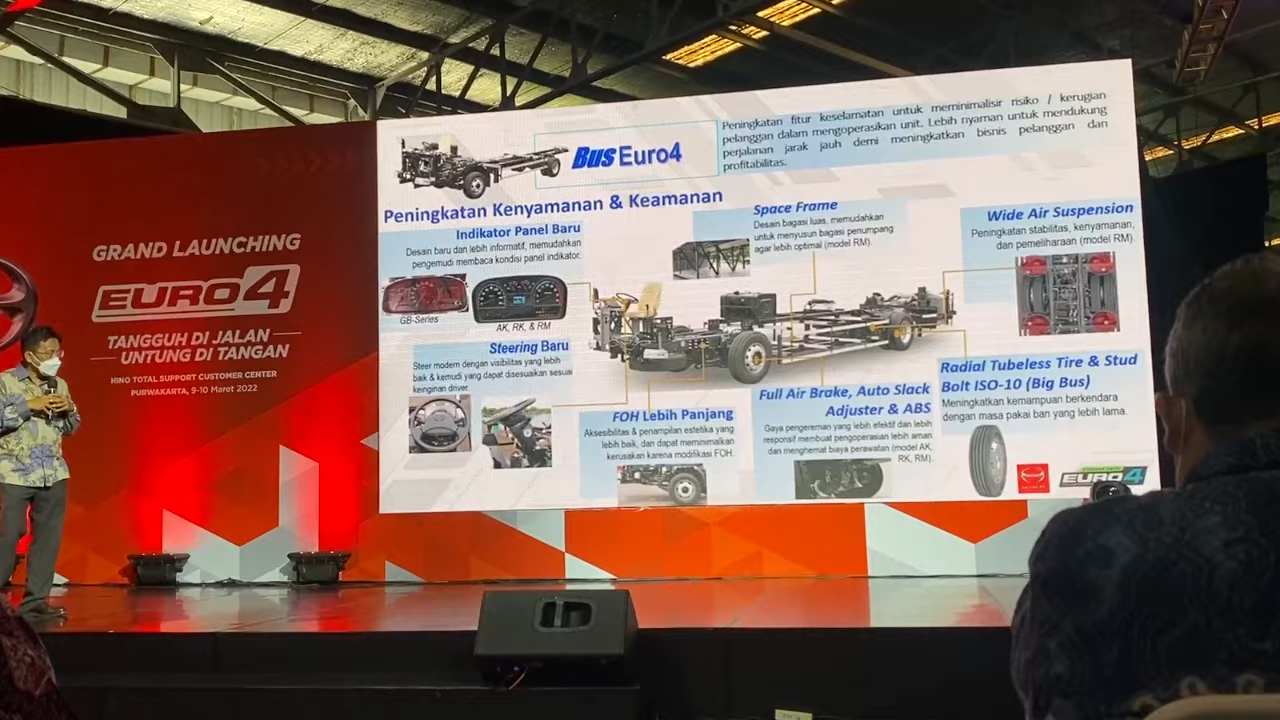 GRAND LAUNCHING
EURO4
TANGGUH DI JALAN
UNTUNG DI TANGAN
HINO TOTAL SUPPORT CUSTOMER CENTER
PURWAKARTA, 9-10 Maret 2022
Bus Euro4
Peningkatan fitur keselamatan untuk meminimalisir risiko / kerugian
pelanggan dalam mengoperasikan unit. Lebih nyaman untuk mendukung
perjalanan jarak jauh demi meningkatkan bisnis pelanggan dan
profitabilitas.
Peningkatan Kenyamanan & Keamanan
Indikator Panel Baru
Desain baru dan lebih informatif, memudahkan
pengemudi membaca kondisi panel indikator.
GB-Series
AK, RK, & RM
Steering Baru
Steer modern dengan visibilitas yang lebih
baik & kemudi yang dapat disesuaikan sesuai
keinginan driver.
FOH Lebih Panjang
Aksesibilitas & penampilan estetika yang
lebih baik, dan dapat meminimalkan
kerusakan karena modifikasi FOH.
Space Frame
Desain bagasi luas, memudahkan
untuk menyusun bagasi penumpang
agar lebih optimal (model RM).
Full Air Brake, Auto Slack
Adjuster & ABS
Gaya pengereman yang lebih efektif dan lebih
responsif membuat pengoperasian lebih aman
dan menghemat biaya perawatan (model AK,
RK, RM).
Wide Air Suspension
Peningkatan stabilitas, kenyamanan,
dan pemeliharaan (model RM).
Radial Tubeless Tire & Stud
Bolt ISO-10 (Big Bus)
Meningkatkan kemampuan berkendara
dengan masa pakai ban yang lebih lama.
HINO
EURO4